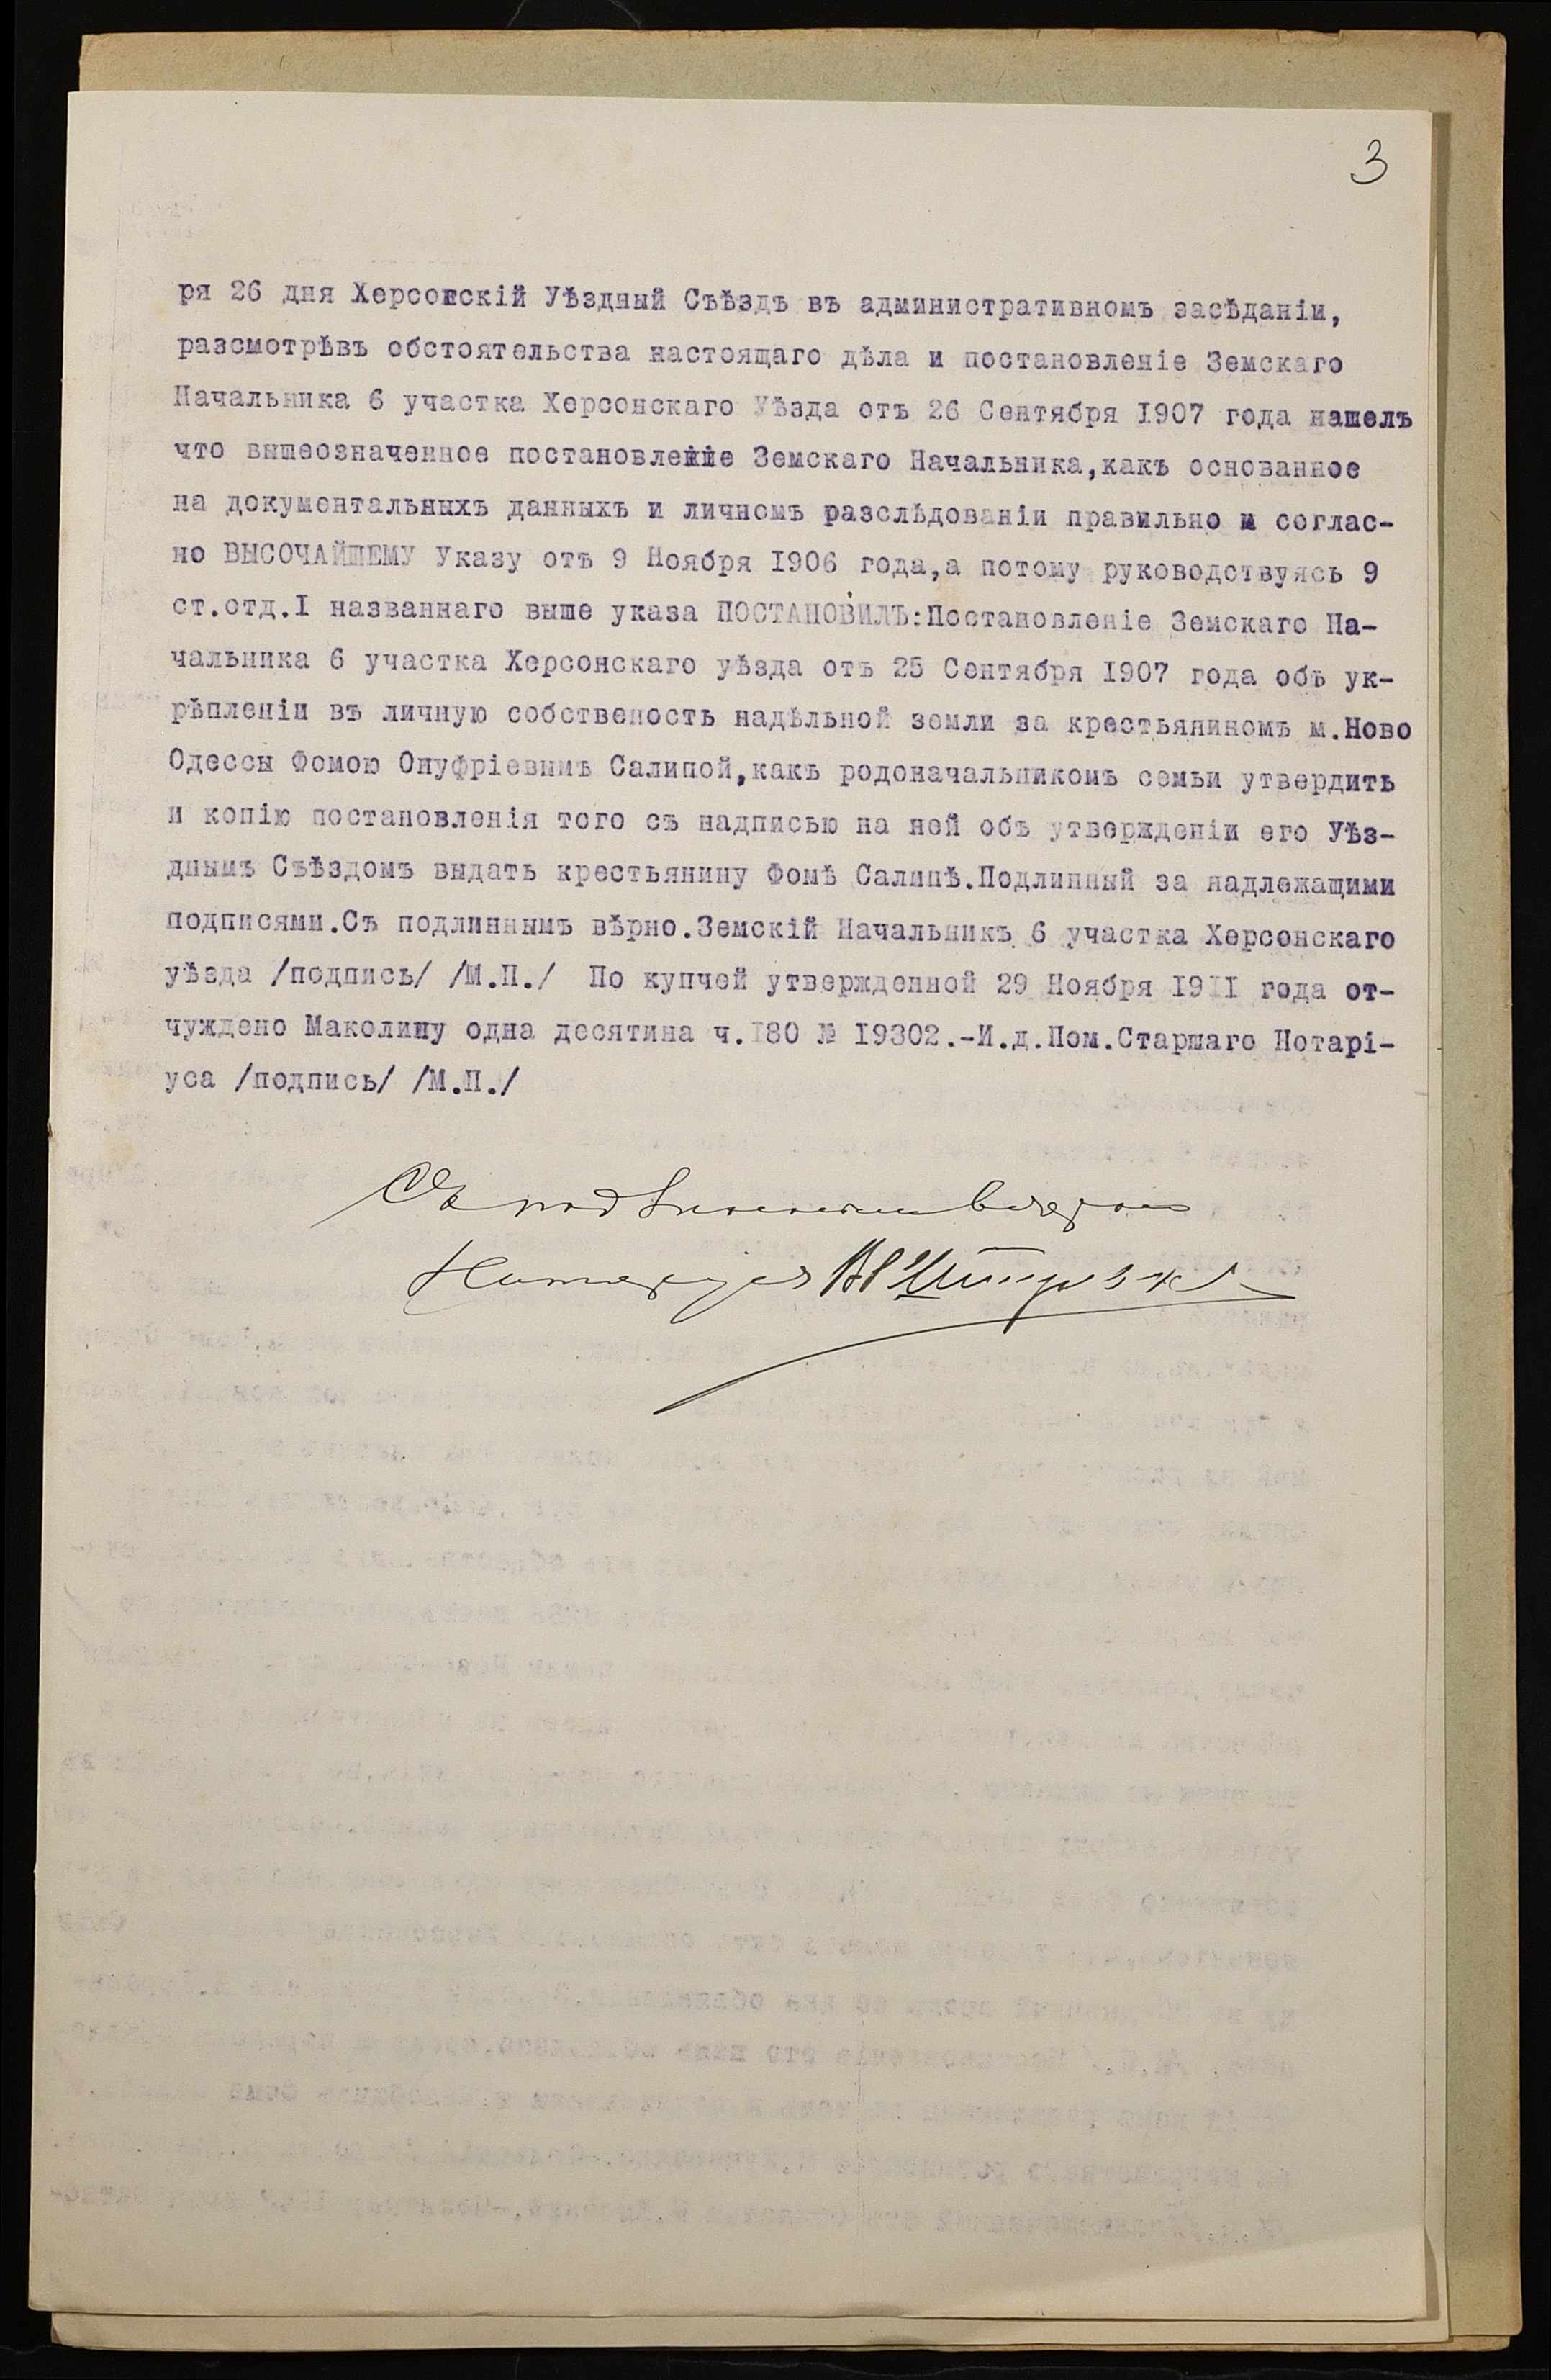 3
ря 26 дня Херсонскій Уѣздный Съѣздъ въ административномъ засѣданіи,
разсмотрѣвъ обстоятельства настоящаго дѣла и постановленіе Земскаго
Начальника 6 участка Херсонскаго Уѣзда отъ 26 Сентября 1907 года нашелъ
что вышеозначенное постановленіе Земскаго Начальника,какъ основанное
на документальныхъ данныхъ и личномъ разслѣдованіи правильно и соглас-
но ВЫСОЧАЙШЕМУ Указу отъ 9 Ноября 1906 года,а потому руководствуясь 9
ст.отд.I названнаго выше указа ПОСТАНОВИЛЪ:Постановленіе Земскаго На-
чальника 6 участка Херсонскаго уѣзда отъ 25 Сентября 1907 года объ ук-
рѣпленіи въ личную собственость надѣльной земли за крестьяниномъ м.Ново
Одессы Фомою Онуфріевымъ Салипой,какъ родоначальникомъ семьи утвердить
и копію постановленія того съ надписью на ней объ утвержденіи его Уѣз-
днымъ Съѣздомъ выдать крестьянину Фомѣ Салипѣ.Подлинный за надлежащими
подписями.Съ подлиннымъ вѣрно.Земскій Начальникъ 6 участка Херсонскаго
уѣзда /подпись/ /М.П./ По купчей утвержденной 29 Ноября 1911 года от-
чуждено Маколину одна десятина ч.180 № 19302.-И.д.Пом.Старшаго Нотарі-
уса /подпись/ /М.П./
Съ подлиннымъ вѣрно
Нотаріусъ